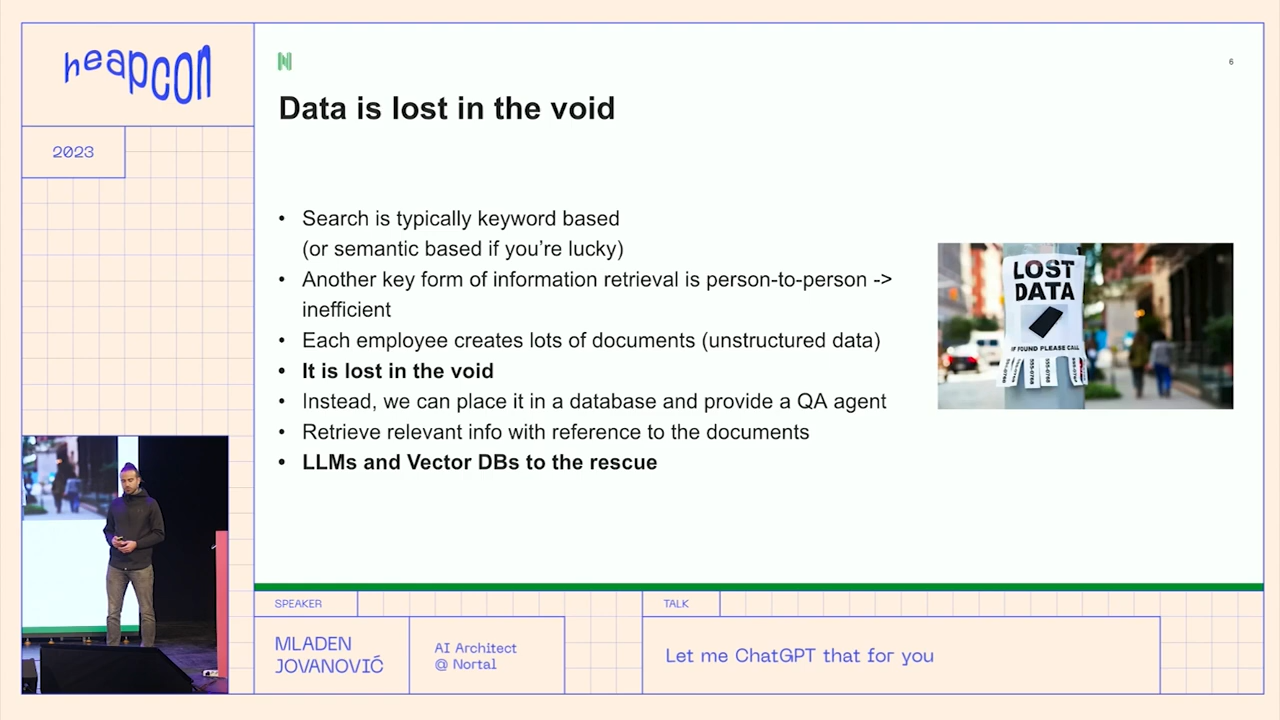 heapcon
2023
N
6
Data is lost in the void
• Search is typically keyword based
(or semantic based if you’re lucky)
• Another key form of information retrieval is person-to-person ->
inefficient
• Each employee creates lots of documents (unstructured data)
• It is lost in the void
• Instead, we can place it in a database and provide a QA agent
• Retrieve relevant info with reference to the documents
• LLMs and Vector DBs to the rescue
LOST
DATA
IF FOUND PLEASE CALL
SPEAKER
MLADEN
JOVANOVIĆ
AI Architect
@ Nortal
TALK
Let me ChatGPT that for you